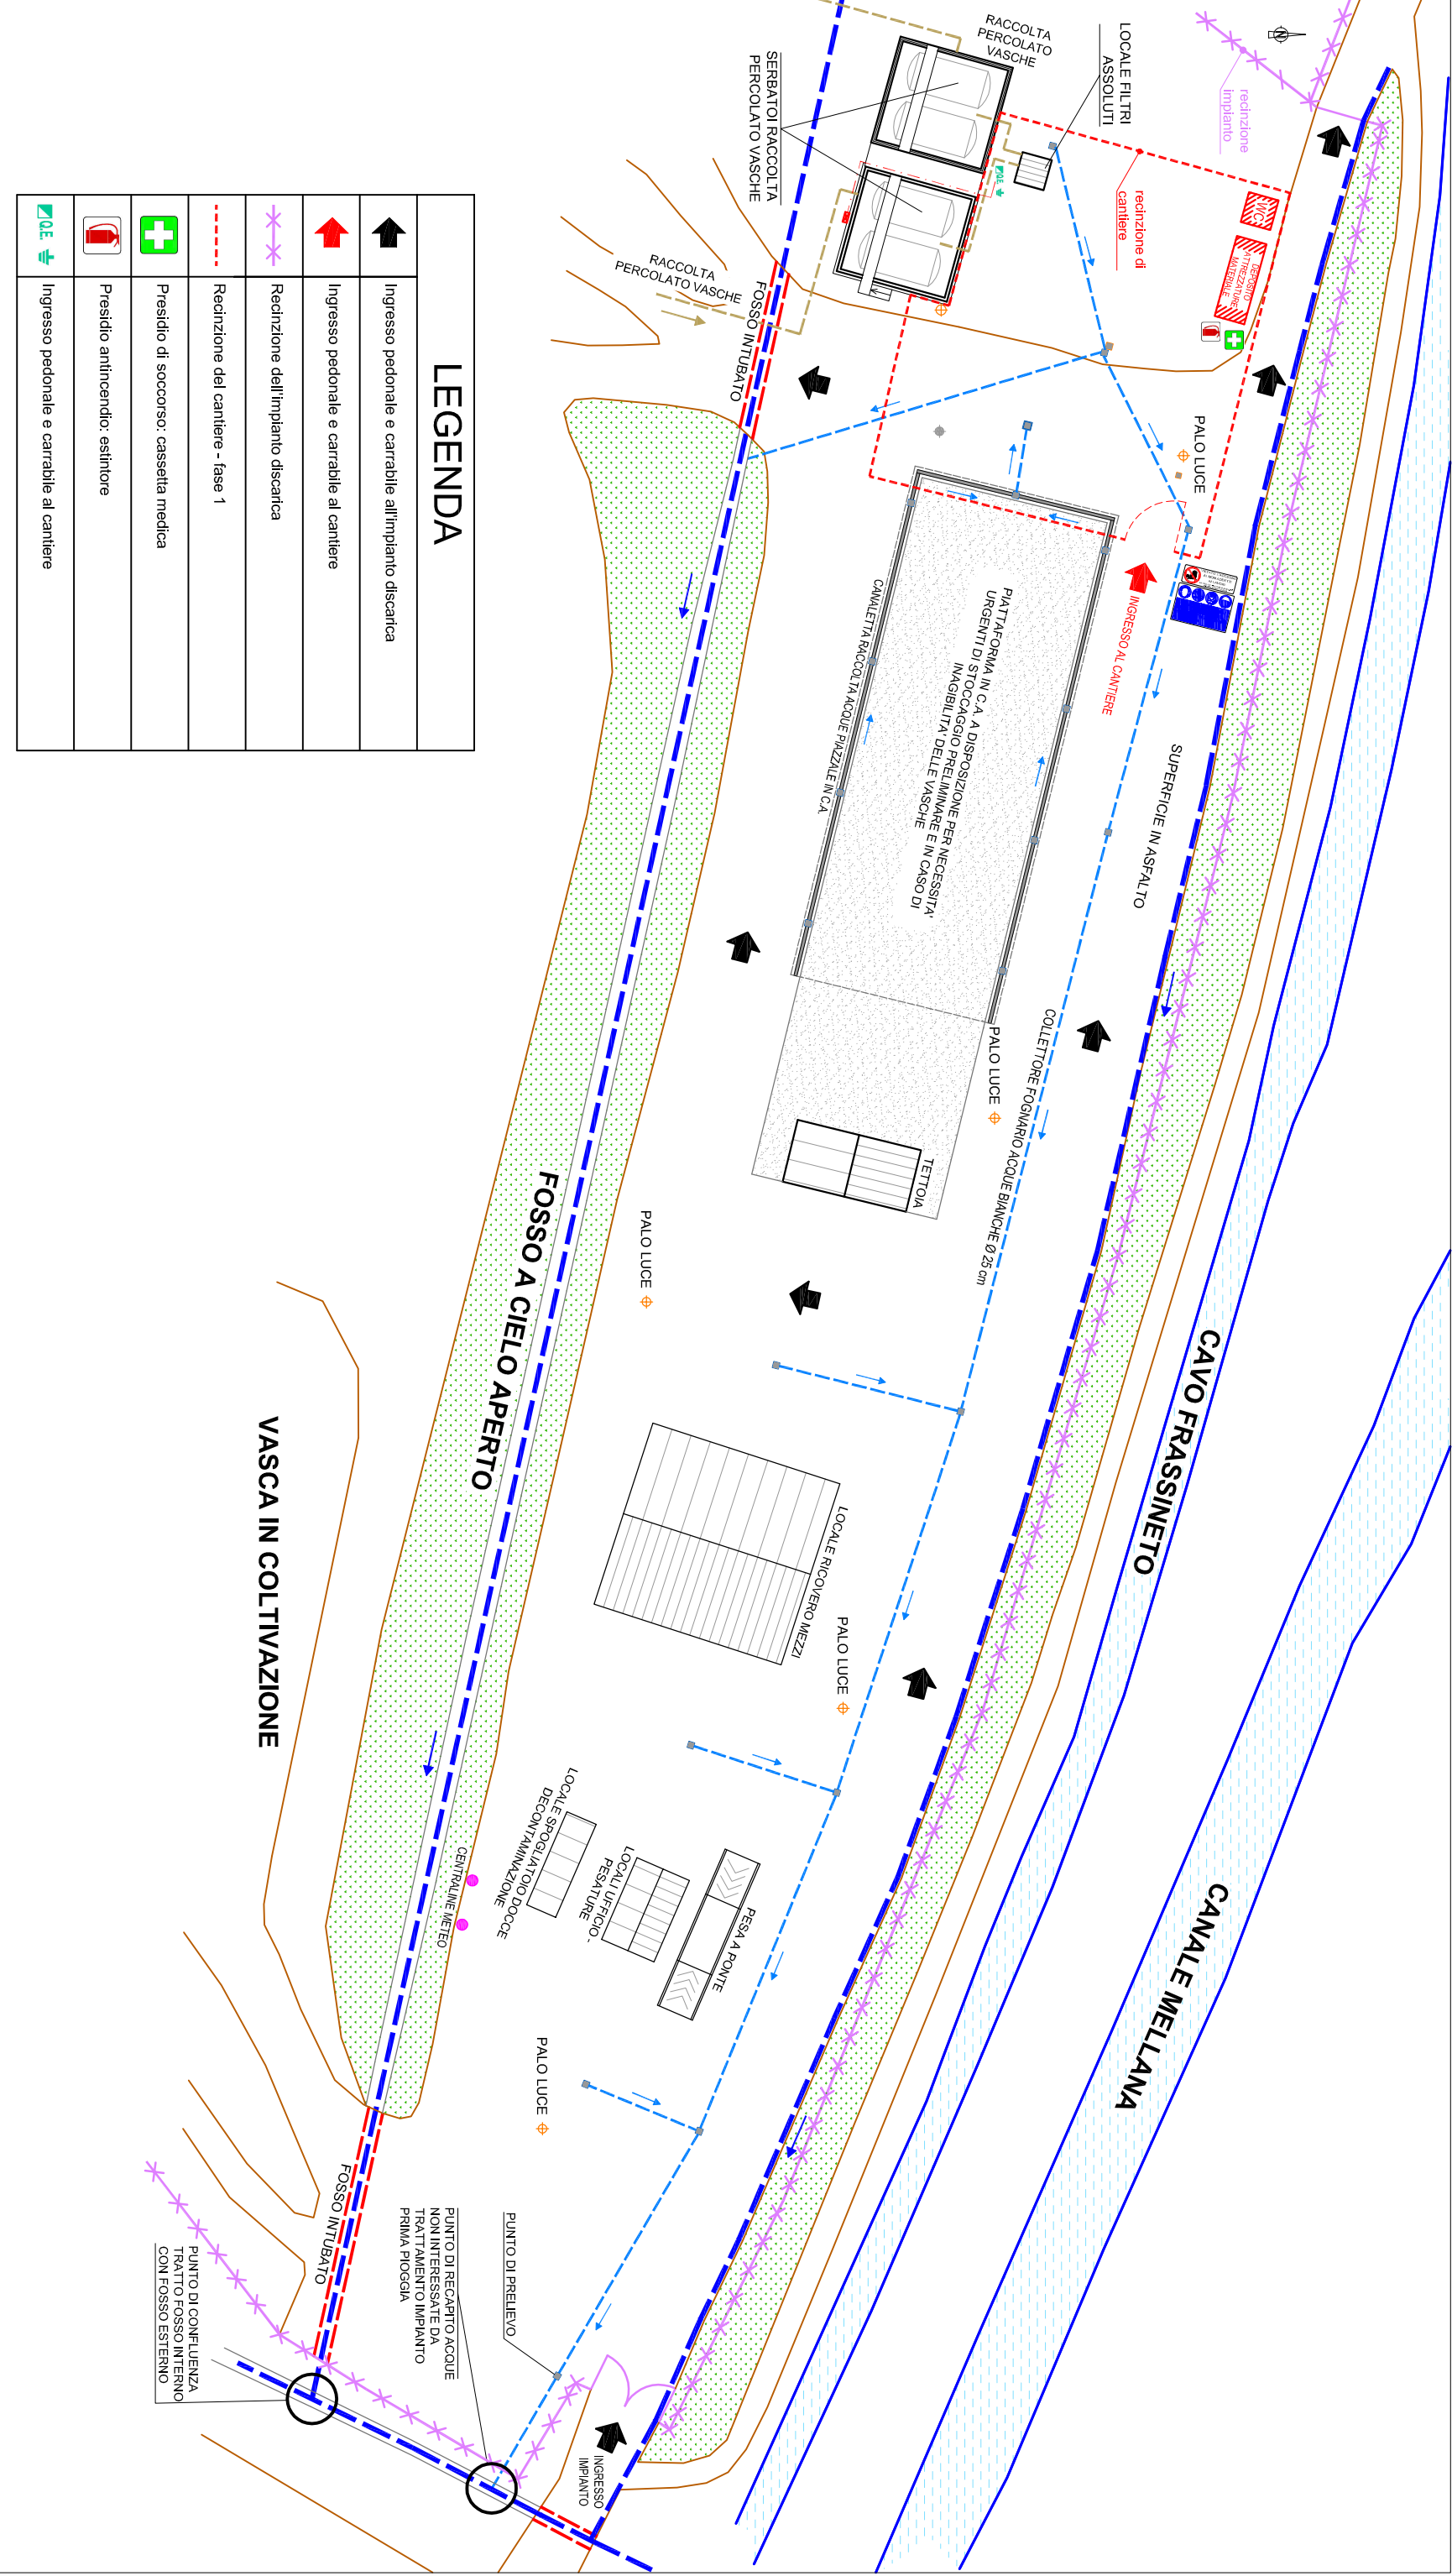 RACCOLTA
PERCOLATO
VASCHE
LOCALE FILTRI
ASSOLUTI
N
recinzione
impianto
SERBATOI RACCOLTA
PERCOLATO VASCHE
Q.E.
recinzione di
cantiere
WC
DEPOSITO
ATTREZZATURE
MATERIALE
RACCOLTA
PERCOLATO VASCHE
FOSSO INTUBATO
PALO LUCE
INGRESSO AL CANTIERE
PIATTAFORMA IN C.A. A DISPOSIZIONE PER NECESSITA'
URGENTI DI STOCCAGGIO PRELIMINARE E IN CASO DI
INAGIBILITA' DELLE VASCHE
CANALETTA RACCOLTA ACQUE PIAZZALE IN C.A.
SUPERFICIE IN ASFALTO
COLLETTORE FOGNARIO ACQUE BIANCHE Ø 25 cm
PALO LUCE
TETTOIA
PALO LUCE
FOSSO A CIELO APERTO
CAVO FRASSINETO
CANALE MELLANA
VASCA IN COLTIVAZIONE
LOCALE RICOVERO MEZZI
PALO LUCE
LOCALE SPOGLIATOIO DOCCE
DECONTAMINAZIONE
LOCALI UFFICIO -
PESATURE
PESA A PONTE
CENTRALINE METEO
PALO LUCE
FOSSO INTUBATO
PUNTO DI PRELIEVO
PUNTO DI RECAPITO ACQUE
NON INTERESSATE DA
TRATTAMENTO IMPIANTO
PRIMA PIOGGIA
PUNTO DI CONFLUENZA
TRATTO FOSSO INTERNO
CON FOSSO ESTERNO
INGRESSO
IMPIANTO
LEGENDA
Ingresso pedonale e carrabile all'impianto discarica
Ingresso pedonale e carrabile al cantiere
Recinzione dell'impianto discarica
Recinzione del cantiere - fase 1
Presidio di soccorso: cassetta medica
Presidio antincendio: estintore
Q.E. Ingresso pedonale e carrabile al cantiere